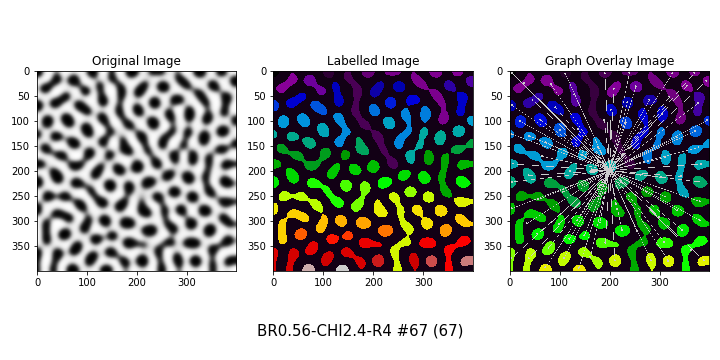 Original Image Labelled Image Graph Overlay Image
0 0 0
50 50 50
100 100 100
150 150 150
200 200 200
250 250 250
300 300 300
350 350 350
0 100 200 300 0 100 200 300 0 100 200 300
BR0.56-CHI2.4-R4 #67 (67)